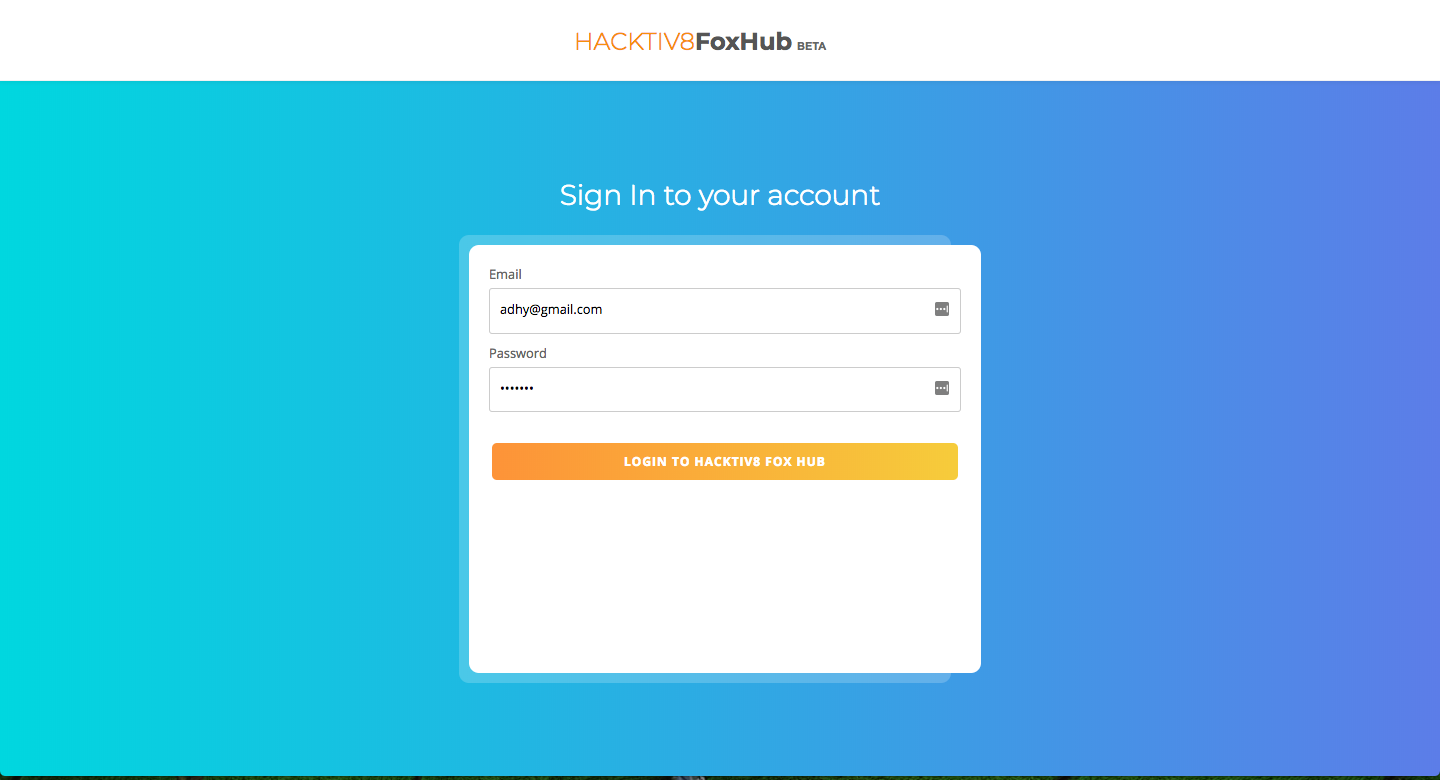 HACKTIV8FoxHub BETA
Sign In to your account
Email
adhy@gmail.com
Password
•••••••
LOGIN TO HACKTIV8 FOX HUB